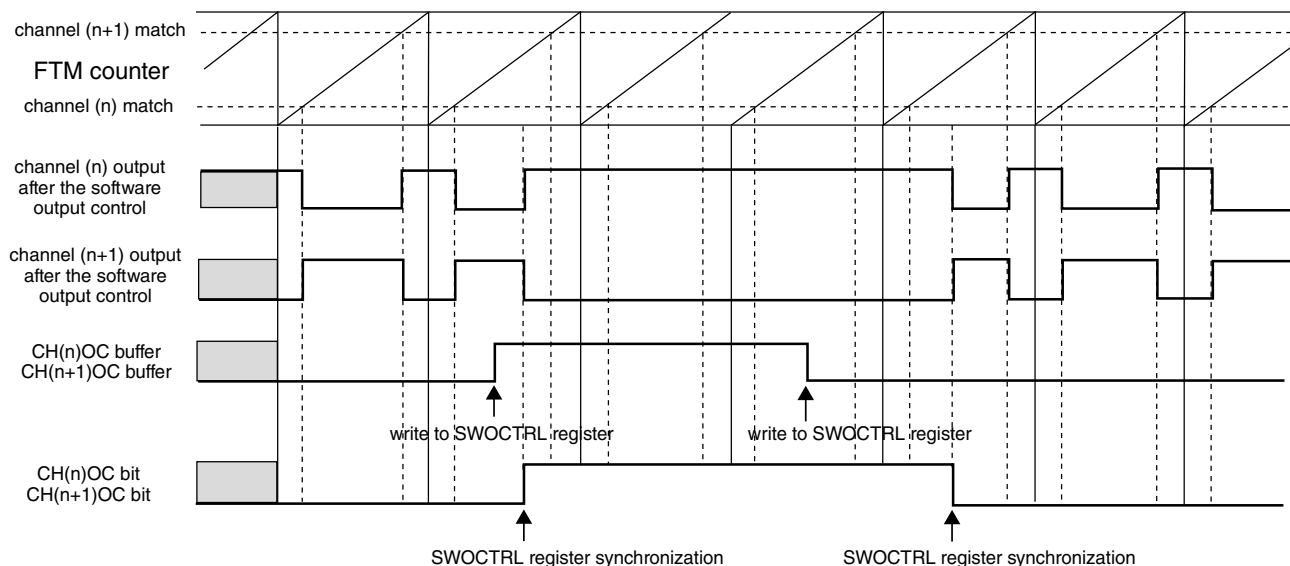 channel (n+1) match
FTM counter
channel (n) match
channel (n) output
after the software
output control
channel (n+1) output
after the software
output control
CH(n)OC buffer
CH(n+1)OC buffer
write to SWOCTRL register
write to SWOCTRL register
CH(n)OC bit
CH(n+1)OC bit
SWOCTRL register synchronization
SWOCTRL register synchronization